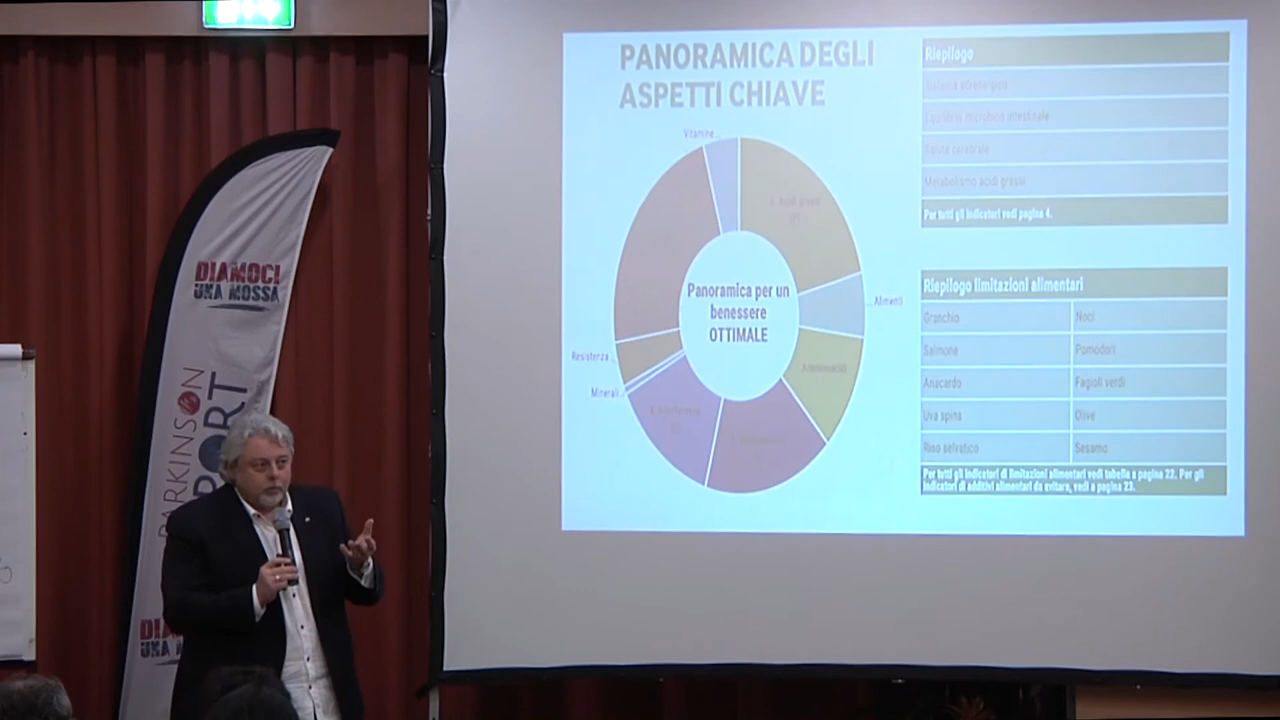 PANORAMICA DEGLI
ASPETTI CHIAVE
Vitamine...
Acidi grassi
Alimenti
Aminoacidi
Resistenza
Minerali
Panoramica per un
benessere
OTTIMALE
Riepilogo
Equilibrio microbico intestinale
Salute cerebrale
Metabolismo acidi grassi
Per tutti gli indicatori vedi pagina 4.
Riepilogo limitazioni alimentari
Granchio Noci
Salmone Pomodori
Anacardo Fagioli verdi
Uva spina Olive
Riso selvatico Sesamo
Per tutti gli indicatori di limitazioni alimentari vedi tabella a pagina 22. Per gli
indicatori di additivi alimentari da evitare, vedi a pagina 23.
DIAMOCI
UNA MOSSA
PARKINSON
PORT